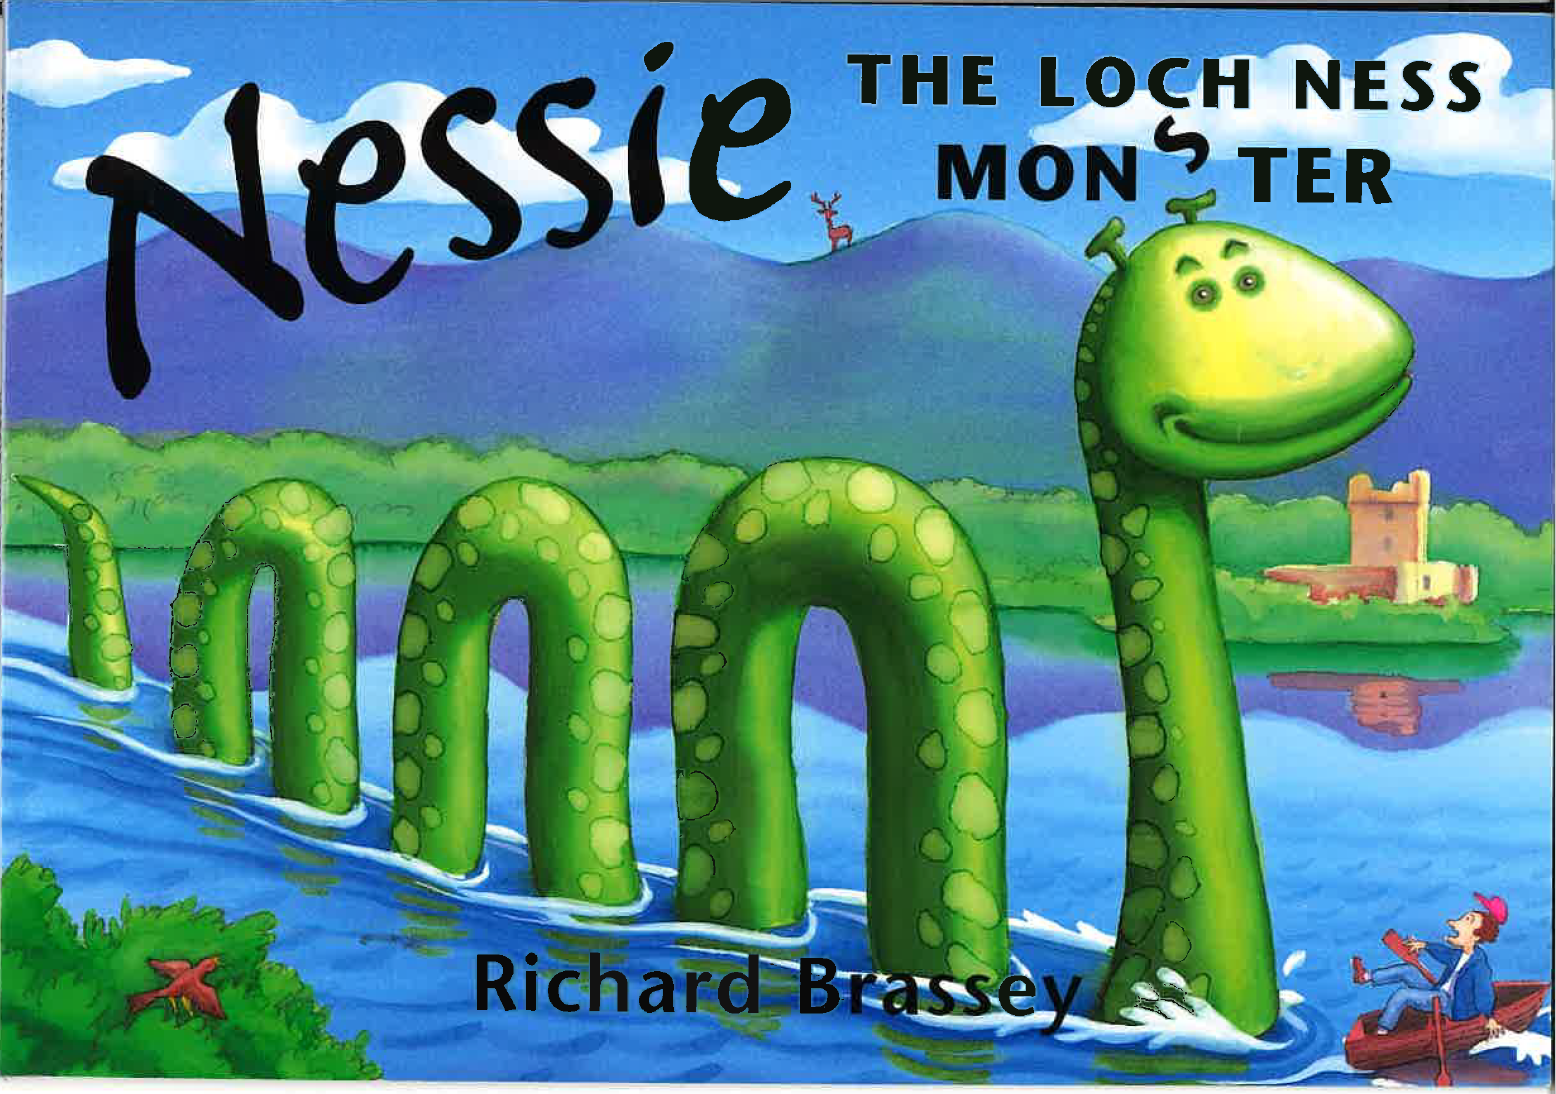 Nessie
THE LOCH NESS
MONSTER
Richard Brassey